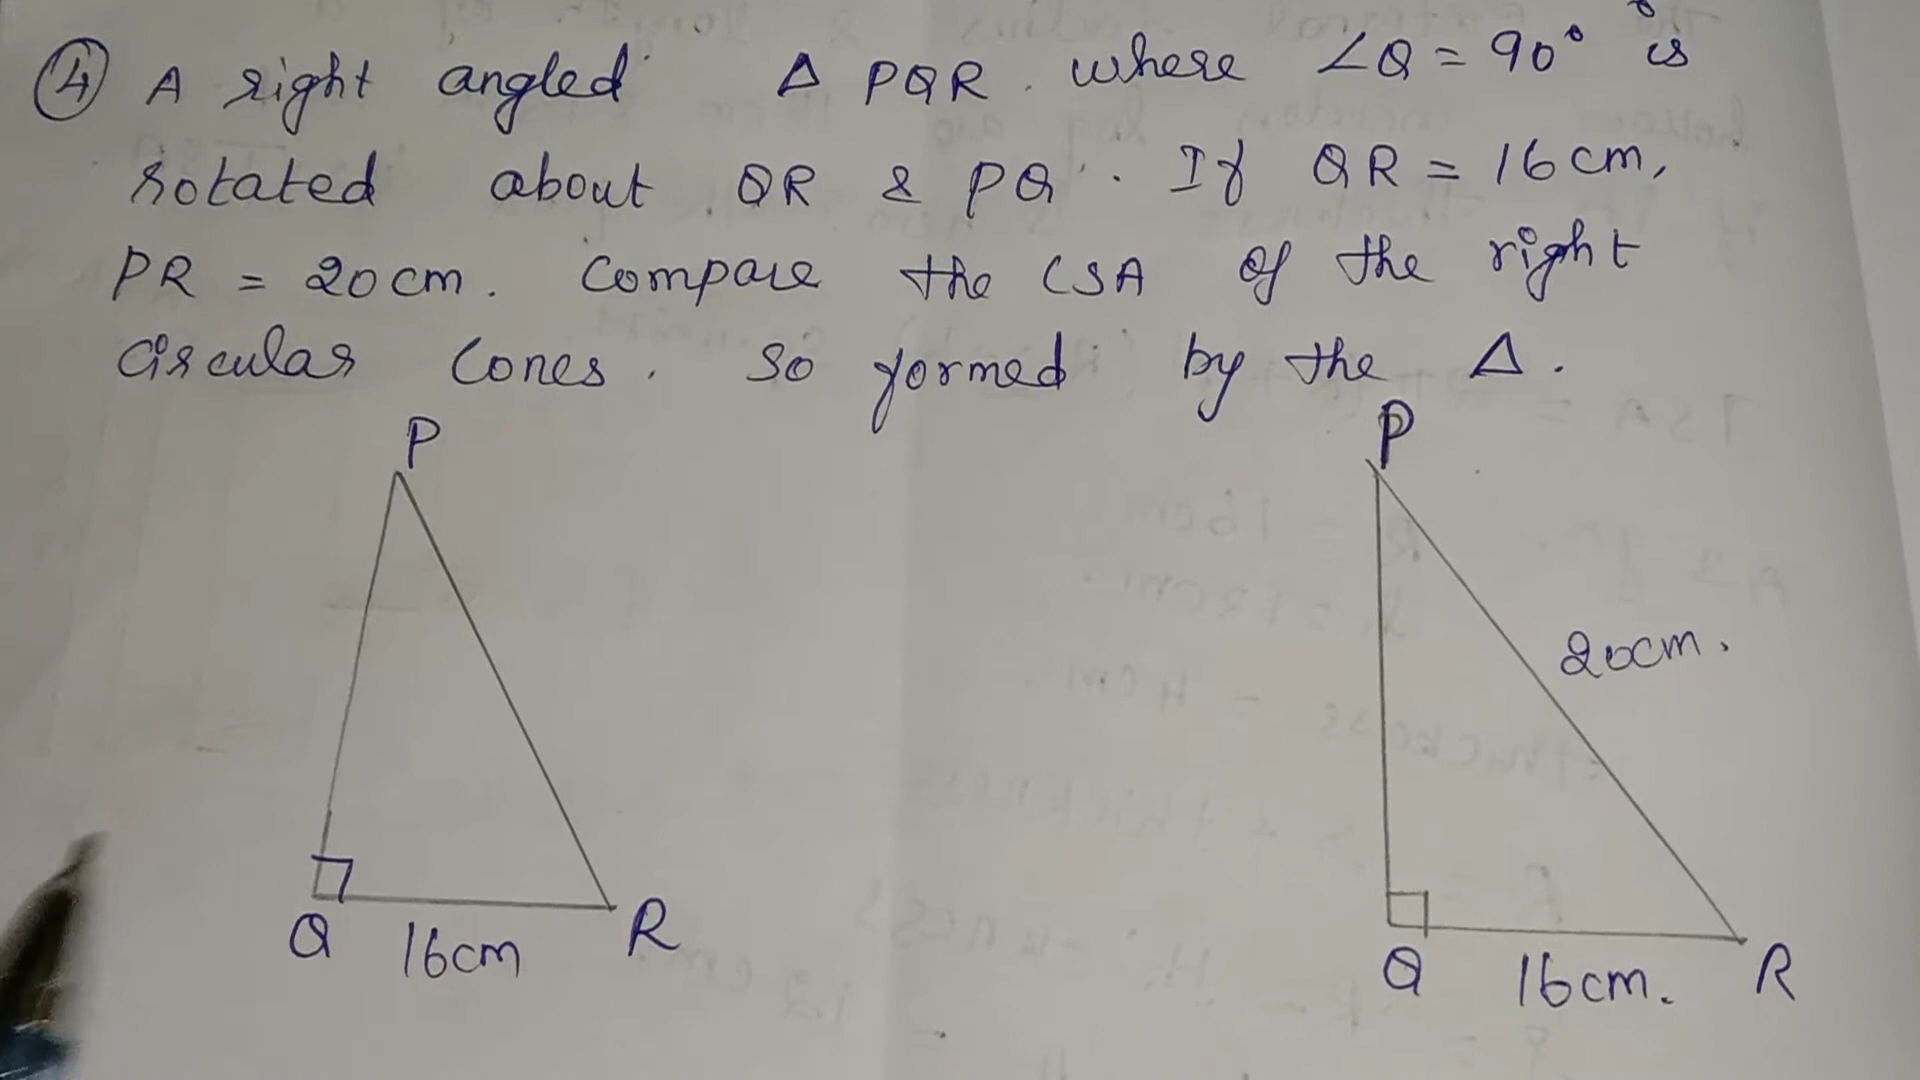 ④ A right angled Δ PQR where ∠Q = 90° is
rotated about QR & PQ. If QR = 16 cm,
PR = 20 cm. Compare the CSA of the right
circular Cones. So formed by the Δ.
P
Q 16cm R
P
20cm.
Q 16cm. R